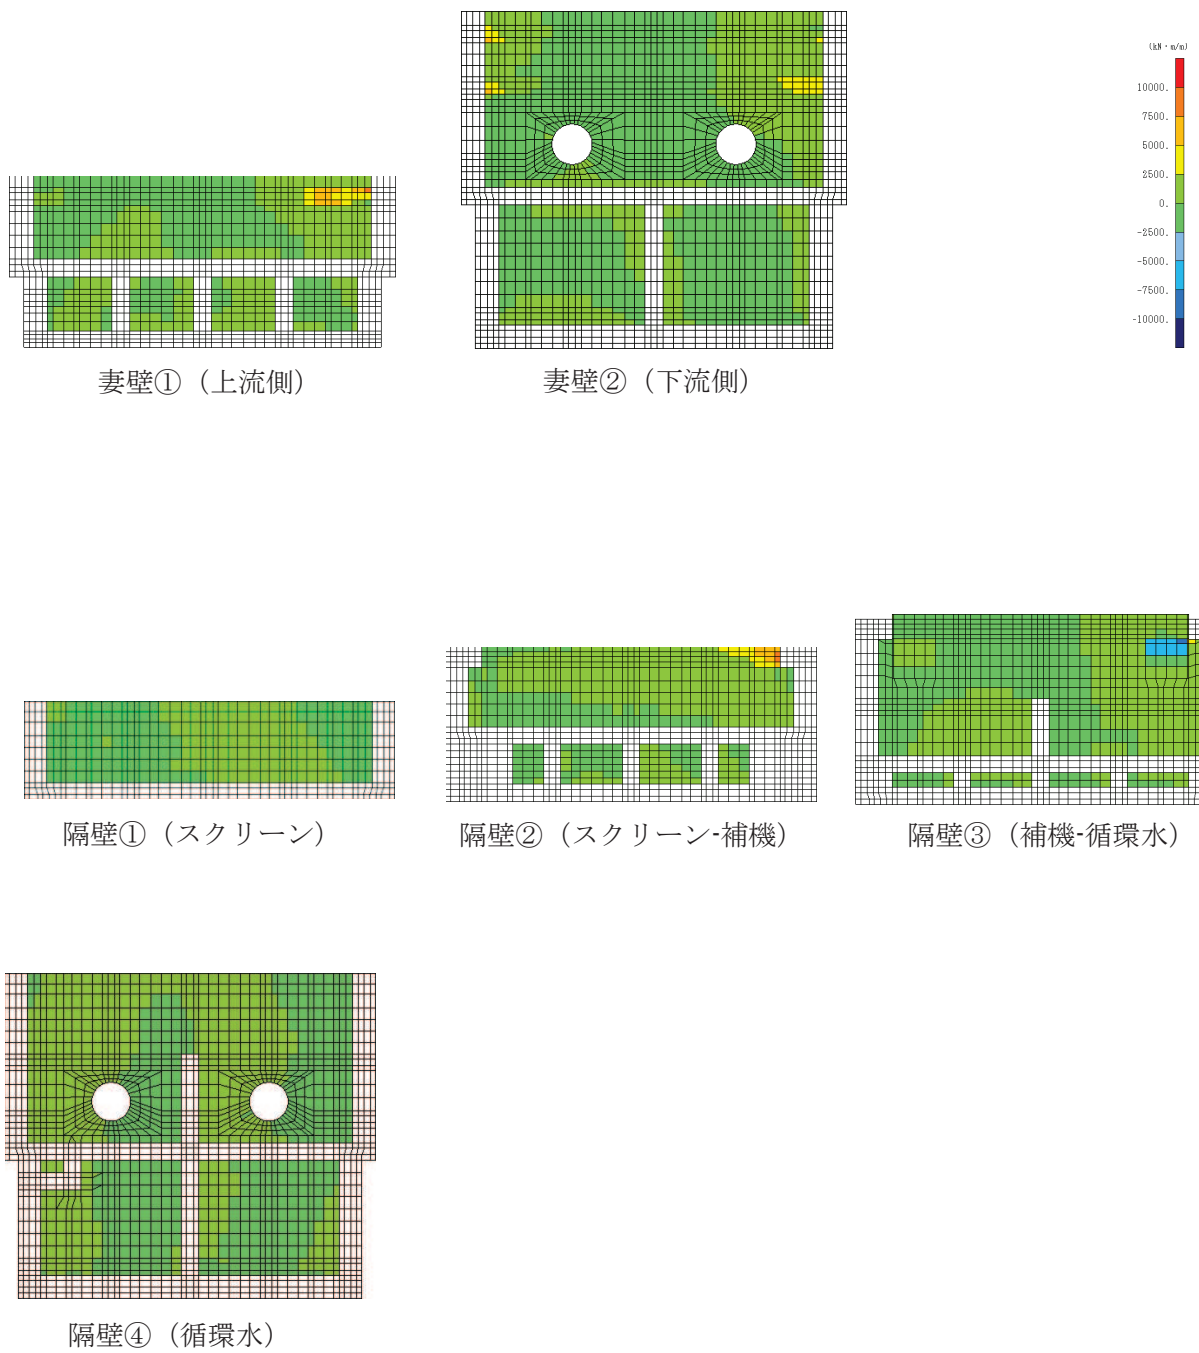 (kN・m/m)
10000.
7500.
5000.
2500.
0.
-2500.
-5000.
-7500.
-10000.
妻壁①（上流側）
妻壁②（下流側）
隔壁①（スクリーン）
隔壁②（スクリーン-補機）
隔壁③（補機-循環水）
隔壁④（循環水）